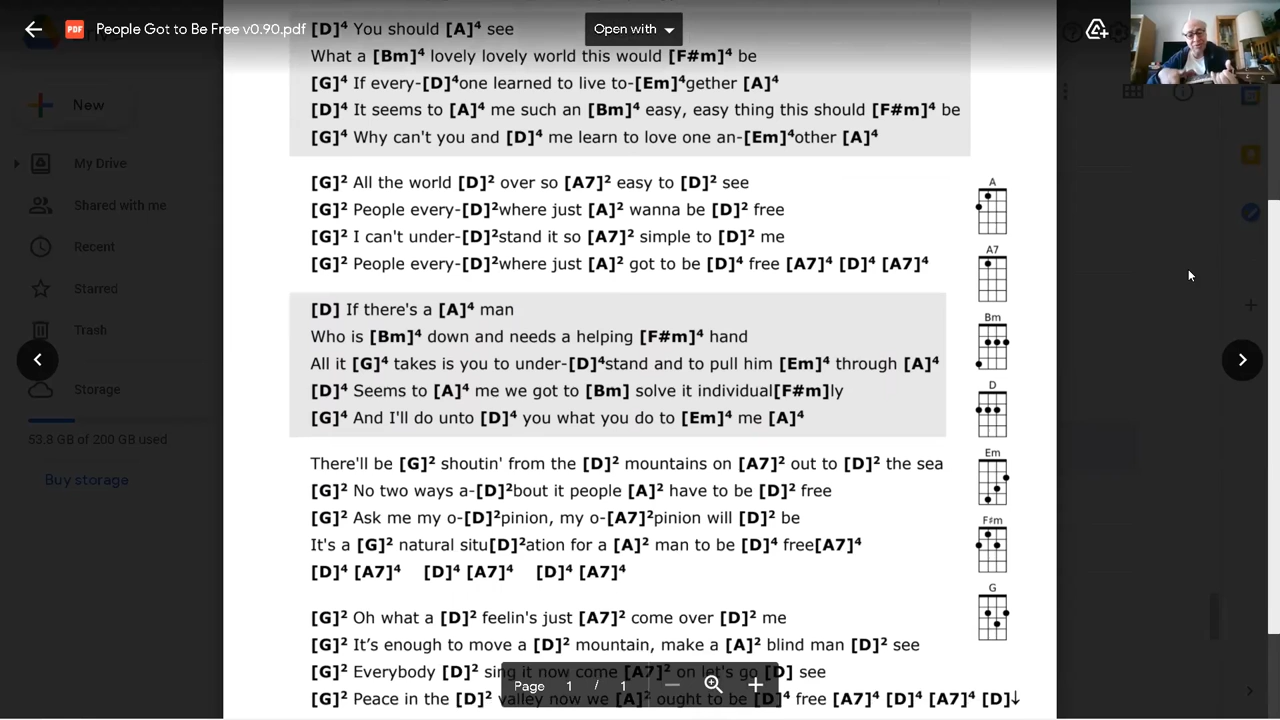 People Got to Be Free v0.90.pdf
Open with
[D]⁴ You should [A]⁴ see
What a [Bm]⁴ lovely lovely world this would [F#m]⁴ be
[G]⁴ If every-[D]⁴one learned to live to-[Em]⁴gether [A]⁴
[D]⁴ It seems to [A]⁴ me such an [Bm]⁴ easy, easy thing this should [F#m]⁴ be
[G]⁴ Why can't you and [D]⁴ me learn to love one an-[Em]⁴other [A]⁴
[G]² All the world [D]² over so [A7]² easy to [D]² see
[G]² People every-[D]²where just [A]² wanna be [D]² free
[G]² I can't under-[D]²stand it so [A7]² simple to [D]² me
[G]² People every-[D]²where just [A]² got to be [D]⁴ free [A7]⁴ [D]⁴ [A7]⁴
[D] If there's a [A]⁴ man
Who is [Bm]⁴ down and needs a helping [F#m]⁴ hand
All it [G]⁴ takes is you to under-[D]⁴stand and to pull him [Em]⁴ through [A]⁴
[D]⁴ Seems to [A]⁴ me we got to [Bm] solve it individual[F#m]ly
[G]⁴ And I'll do unto [D]⁴ you what you do to [Em]⁴ me [A]⁴
There'll be [G]² shoutin' from the [D]² mountains on [A7]² out to [D]² the sea
[G]² No two ways a-[D]²bout it people [A]² have to be [D]² free
[G]² Ask me my o-[D]²pinion, my o-[A7]²pinion will [D]² be
It's a [G]² natural situ[D]²ation for a [A]² man to be [D]⁴ free[A7]⁴
[D]⁴ [A7]⁴ [D]⁴ [A7]⁴ [D]⁴ [A7]⁴
[G]² Oh what a [D]² feelin's just [A7]² come over [D]² me
[G]² It’s enough to move a [D]² mountain, make a [A]² blind man [D]² see
[G]² Everybody [D]² sing it now come [A7]² on let's go [D] see
[G]² Peace in the [D]² valley now we [A]² ought to be [D]⁴ free [A7]⁴ [D]⁴ [A7]⁴ [D]↓
A
A7
Bm
D
Em
F♯m
G
Page 1 / 1
PDF
New
My Drive
Shared with me
Recent
Starred
Trash
Storage
53.8 GB of 200 GB used
Buy storage